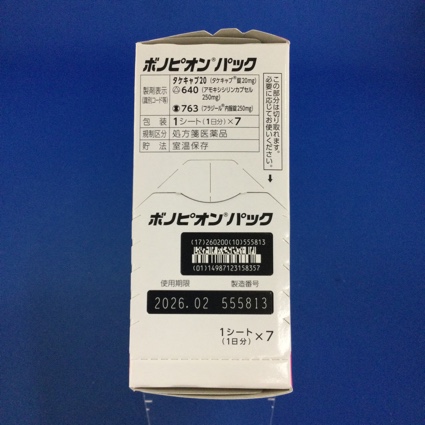 ボノピオン®パック
製剤表示
(識別コード等)
タケキャブ20 (タケキャブ®錠20mg)
640 (アモキシシリンカプセル
250mg)
763 (フラジール®内服錠250mg)
包装 1シート(1日分)×7
規制区分 処方箋医薬品
貯法 室温保存
この部分は切り取れます。
必要に応じてお使いください。
ボノピオン®パック
(17)260200(10)555813
(01)14987123158357
使用期限 製造番号
2026.02 555813
1シート
(1日分) ×7